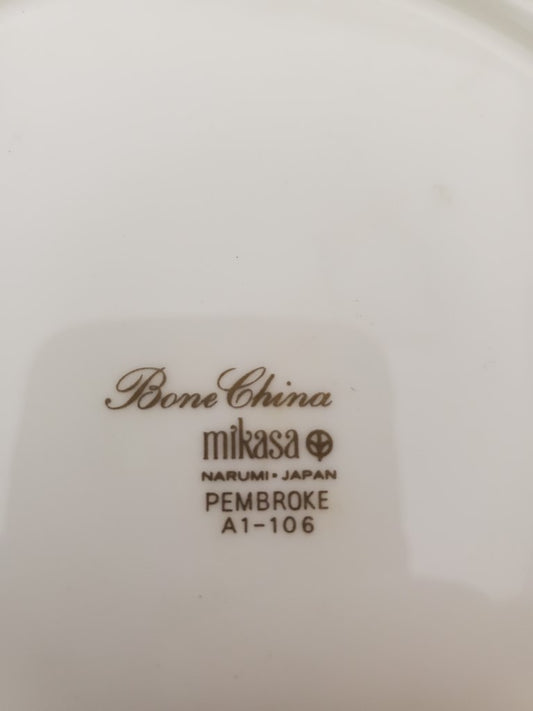 Bone China
mikasa
NARUMI • JAPAN
PEMBROKE
A1-106